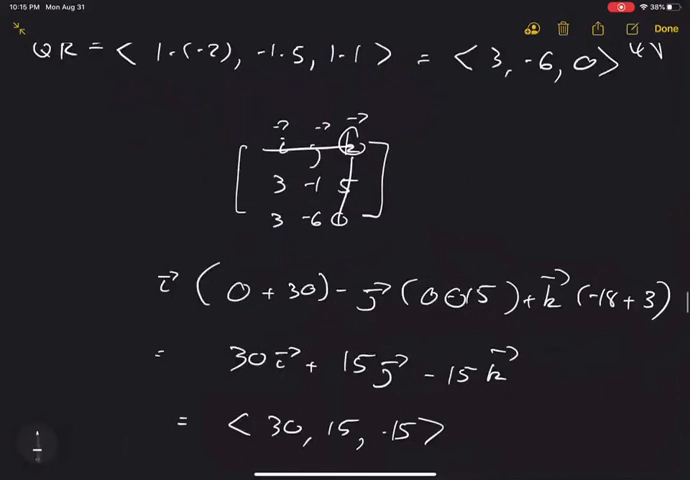 10:15 PM Mon Aug 31
38%
Done
QR = < 1-(-2), -1-5, 1-1 > = < 3, -6, 0 >
i⃗ j⃗ k⃗
3 -1 5
3 -6 0
i⃗ (0+30) - j⃗ (0-15) + k⃗ (-18+3)
= 30i⃗ + 15j⃗ - 15k⃗
= < 30, 15, -15 >